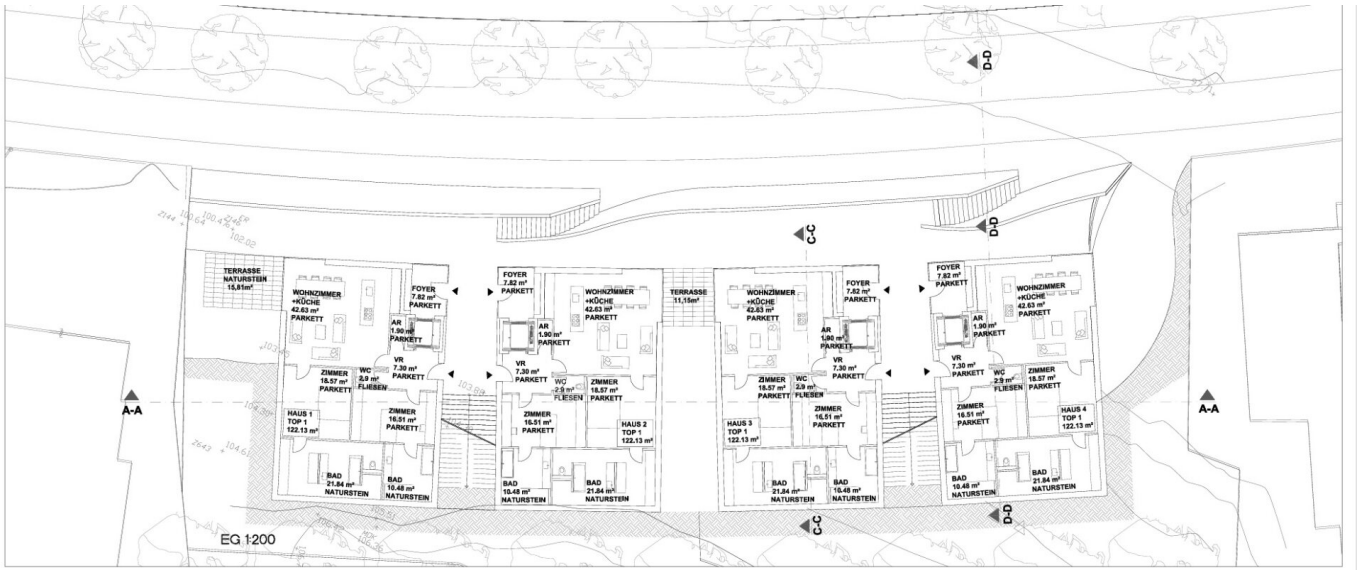 D-D
2144
100.64
102.02
D-D
C-C
TERRASSE
NATURSTEIN
15,81m²
WOHNZIMMER
+KÜCHE
42.63 m²
PARKETT
FOYER
7.82 m²
PARKETT
AR
1.90 m²
PARKETT
VR
7.30 m²
PARKETT
ZIMMER
18.57 m²
PARKETT
WC
2,9 m²
FLIESEN
ZIMMER
16.51 m²
PARKETT
HAUS 1
TOP 1
122.13 m²
BAD
21.84 m²
NATURSTEIN
BAD
10.48 m²
NATURSTEIN
FOYER
7.82 m²
PARKETT
WOHNZIMMER
+KÜCHE
42.63 m²
PARKETT
AR
1.90 m²
PARKETT
VR
7.30 m²
PARKETT
WC
2.9 m²
FLIESEN
ZIMMER
18.57 m²
PARKETT
ZIMMER
16.51 m²
PARKETT
HAUS 2
TOP 1
122.13 m²
BAD
10.48 m²
NATURSTEIN
BAD
21.84 m²
NATURSTEIN
TERRASSE
11,15m²
WOHNZIMMER
+KÜCHE
42.63 m²
PARKETT
FOYER
7.82 m²
PARKETT
AR
1.90 m²
PARKETT
VR
7.30 m²
PARKETT
ZIMMER
18.57 m²
PARKETT
WC
2,9 m²
FLIESEN
ZIMMER
16,51 m²
PARKETT
HAUS 3
TOP 1
122.13 m²
BAD
21,84 m²
NATURSTEIN
BAD
10.48 m²
NATURSTEIN
FOYER
7.82 m²
PARKETT
WOHNZIMMER
+KÜCHE
42.63 m²
PARKETT
AR
1.90 m²
PARKETT
VR
7.30 m²
PARKETT
WC
2.9 m²
FLIESEN
ZIMMER
18.57 m²
PARKETT
ZIMMER
16.51 m²
PARKETT
HAUS 4
TOP 1
122.13 m²
BAD
10.48 m²
NATURSTEIN
BAD
21.84 m²
NATURSTEIN
103.45
A-A
A-A
2643
104.61
C-C
D-D
EG 1:200